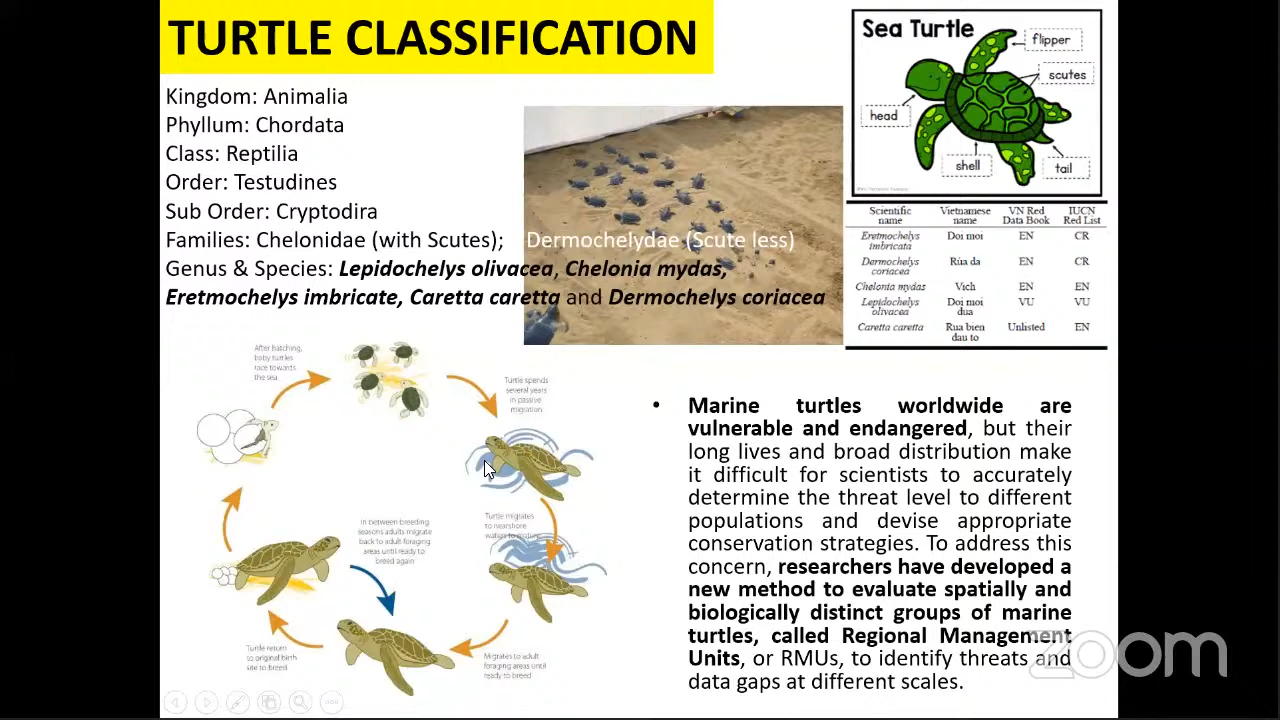 TURTLE CLASSIFICATION
Kingdom: Animalia
Phyllum: Chordata
Class: Reptilia
Order: Testudines
Sub Order: Cryptodira
Families: Chelonidae (with Scutes); Dermochelydae (Scute less)
Genus & Species: Lepidochelys olivacea, Chelonia mydas,
Eretmochelys imbricate, Caretta caretta and Dermochelys coriacea
Sea Turtle
flipper
scutes
head
shell
tail
Scientific name Vietnamese name VN Red Data Book IUCN Red List
Eretmochelys imbricata Doi moi EN CR
Dermochelys coriacea Rùa da EN CR
Chelonia mydas Vich EN EN
Lepidochelys olivacea Doi moi dua VU VU
Caretta caretta Rua bien dau to Unlisted EN
After hatching,
baby turtles
race towards
the sea
Turtle spends
several years
in passive
migration
Turtle migrates
to nearshore
waters to mature
In between breeding
seasons adults migrate
back to adult foraging
areas until ready to
breed again
Turtle return
to original birth
site to breed
Migrates to adult
foraging areas until
ready to breed
• Marine turtles worldwide are
vulnerable and endangered, but their
long lives and broad distribution make
it difficult for scientists to accurately
determine the threat level to different
populations and devise appropriate
conservation strategies. To address this
concern, researchers have developed a
new method to evaluate spatially and
biologically distinct groups of marine
turtles, called Regional Management
Units, or RMUs, to identify threats and
data gaps at different scales.
zoom